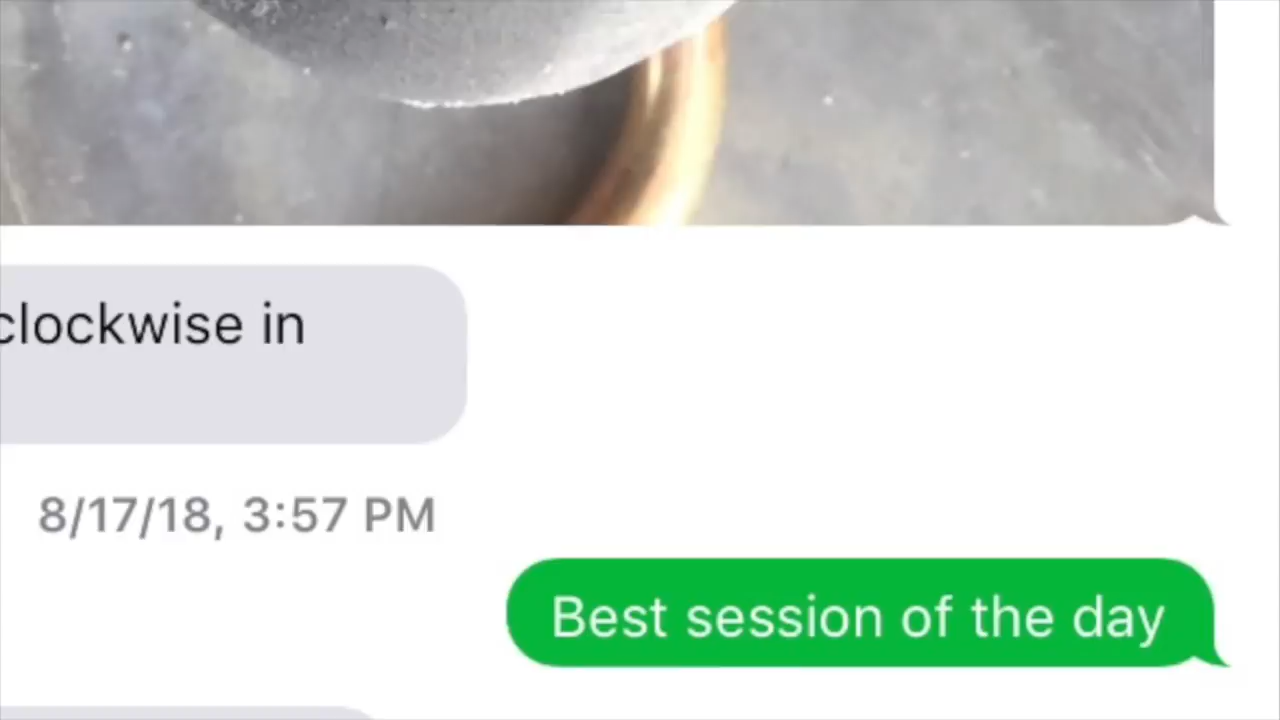 clockwise in
8/17/18, 3:57 PM
Best session of the day